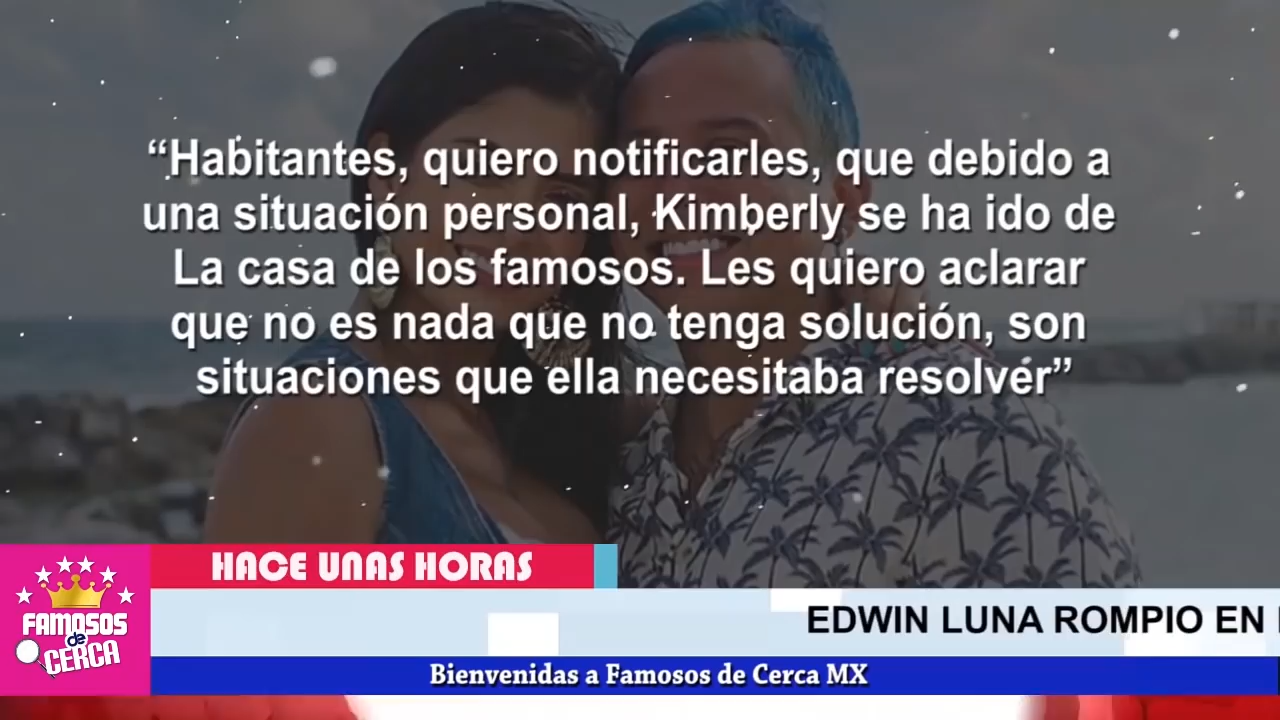 “Habitantes, quiero notificarles, que debido a
una situación personal, Kimberly se ha ido de
La casa de los famosos. Les quiero aclarar
que no es nada que no tenga solución, son
situaciones que ella necesitaba resolver”
HACE UNAS HORAS
EDWIN LUNA ROMPIO EN
FAMOSOS
de
CERCA
Bienvenidas a Famosos de Cerca MX